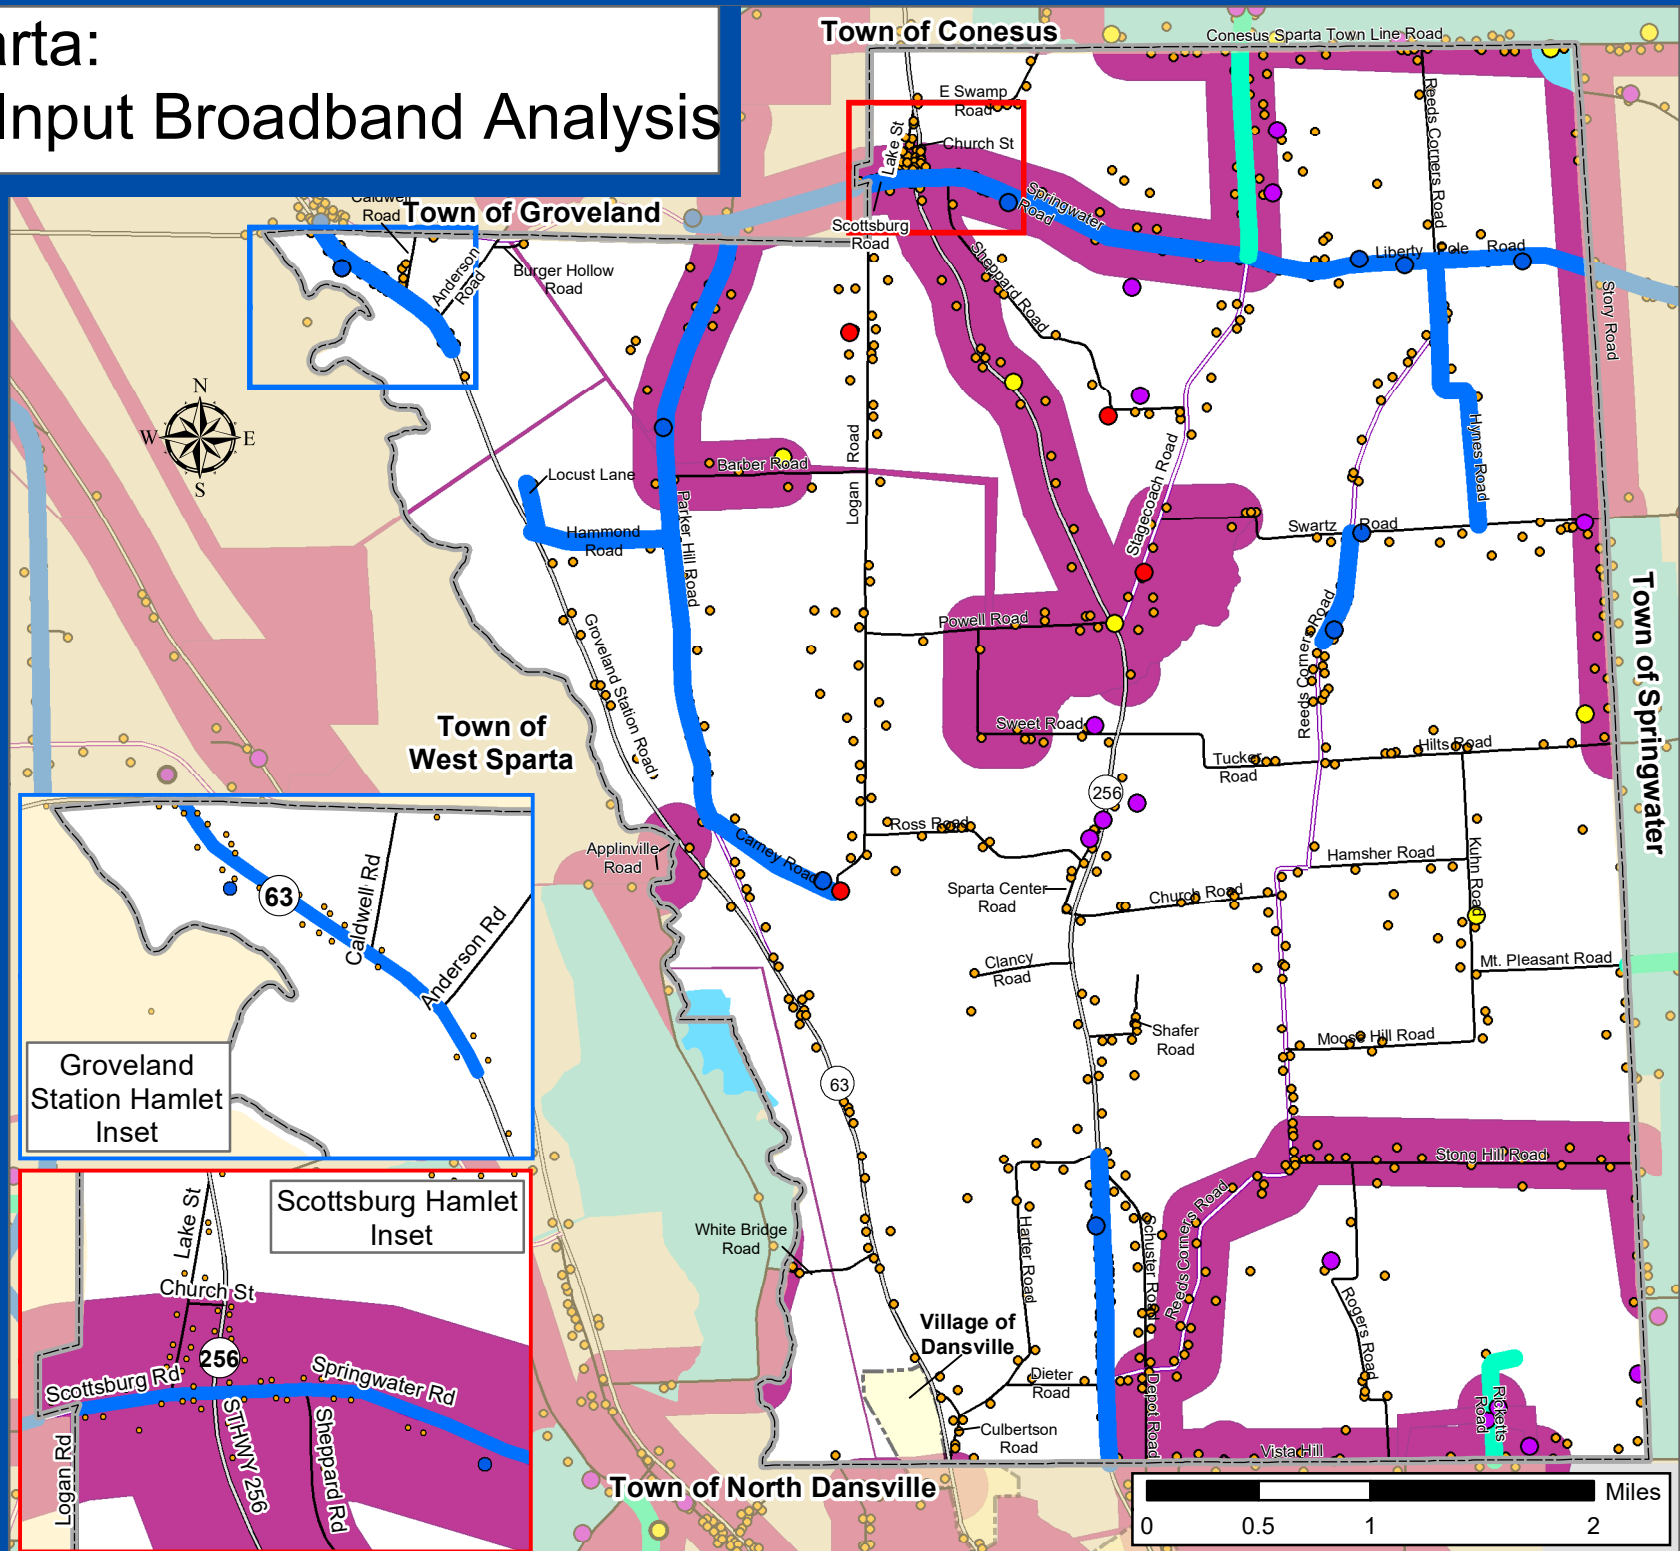 arta:
Input Broadband Analysis
Town of Conesus
Conesus Sparta Town Line Road
E Swamp
Road
Church St
Lake St
Reeds Corners Road
Caldwell
Road
Town of Groveland
Scottsburg
Road
Springwater
Road
Liberty Pole Road
Anderson
Road
Burger Hollow
Road
Sheppard Road
Story Road
N
W E
S
Locust Lane
Barber Road
Logan Road
Hynes Road
Hammond
Road
Parker Hill Road
Stagecoach Road
Swartz Road
Groveland Station Road
Powell Road
Reeds Corners Road
Town of Springwater
Town of
West Sparta
Sweet Road
Tucker
Road
Hilts Road
256
Ross Road
Applinville
Road
Carney Road
Hamsher Road
Kuhn Road
Sparta Center
Road
Church Road
Clancy
Road
Mt. Pleasant Road
Shafer
Road
Moose Hill Road
63
Stong Hill Road
White Bridge
Road
Harter Road
Schuster Road
Reeds Corners Road
Rogers Road
Village of
Dansville
Dieter
Road
Depot Road
Ricketts
Road
Culbertson
Road
Vista Hill
Town of North Dansville
63
Caldwell Rd
Anderson Rd
Groveland
Station Hamlet
Inset
Scottsburg Hamlet
Inset
Lake St
Church St
256
Scottsburg Rd
Springwater Rd
STHWY 256
Sheppard Rd
Logan Rd
Miles
0 0.5 1 2